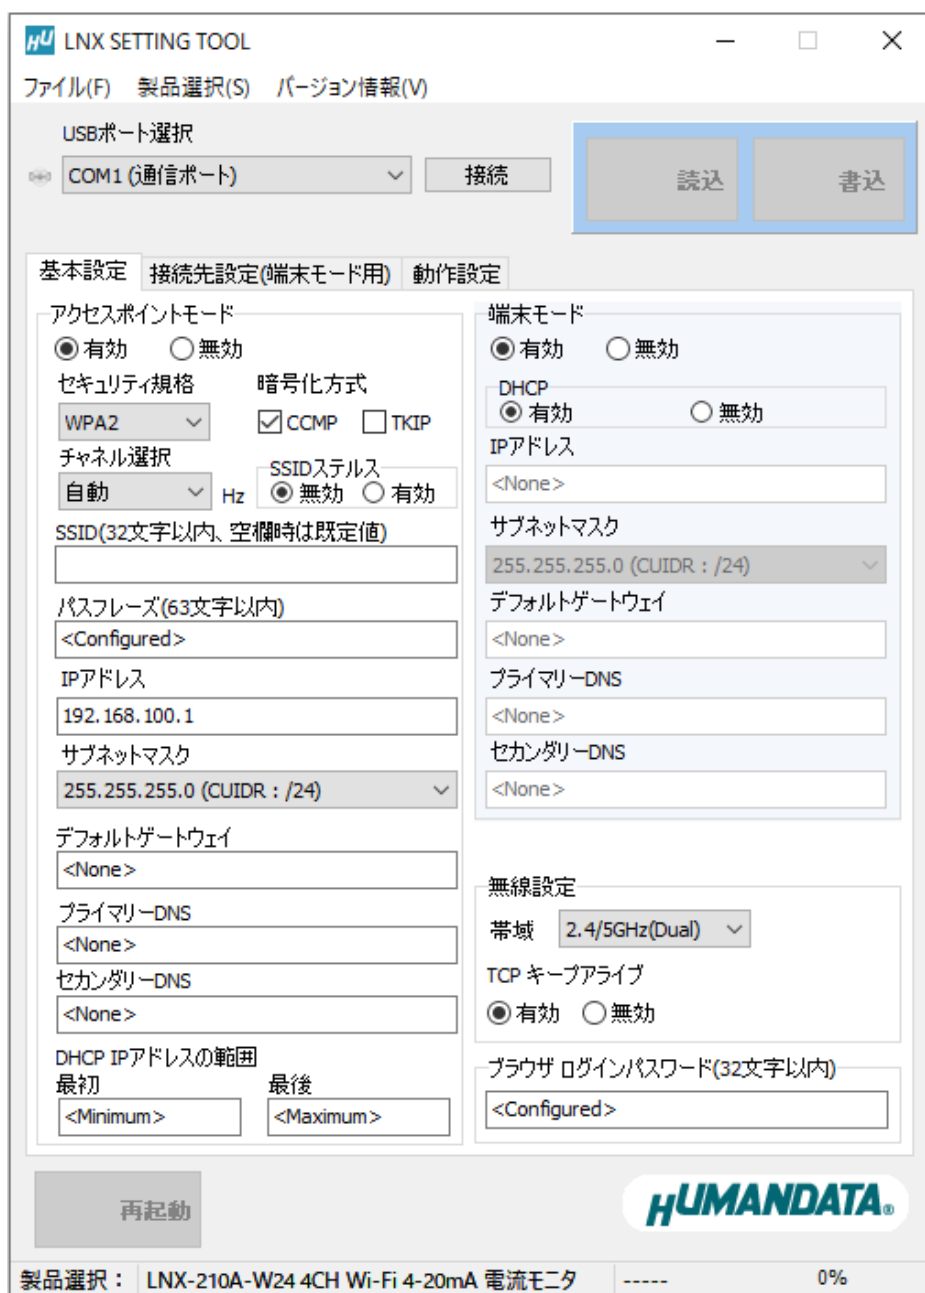 HU LNX SETTING TOOL
ファイル(F) 製品選択(S) バージョン情報(V)
USBポート選択
COM1 (通信ポート) 接続 読込 書込
基本設定 接続先設定(端末モード用) 動作設定
アクセスポイントモード
有効 無効
セキュリティ規格 暗号化方式
WPA2 CCMP TKIP
チャネル選択 SSIDステルス
自動 Hz 無効 有効
SSID(32文字以内、空欄時は既定値)
パスフレーズ(63文字以内)
<Configured>
IPアドレス
192.168.100.1
サブネットマスク
255.255.255.0 (CUIDR : /24)
デフォルトゲートウェイ
<None>
プライマリーDNS
<None>
セカンダリーDNS
<None>
DHCP IPアドレスの範囲
最初 最後
<Minimum> <Maximum>
端末モード
有効 無効
DHCP
有効 無効
IPアドレス
<None>
サブネットマスク
255.255.255.0 (CUIDR : /24)
デフォルトゲートウェイ
<None>
プライマリーDNS
<None>
セカンダリーDNS
<None>
無線設定
帯域 2.4/5GHz(Dual)
TCP キープアライブ
有効 無効
ブラウザ ログインパスワード(32文字以内)
<Configured>
再起動 HUMANDATA®
製品選択: LNX-210A-W24 4CH Wi-Fi 4-20mA 電流モニタ ----- 0%